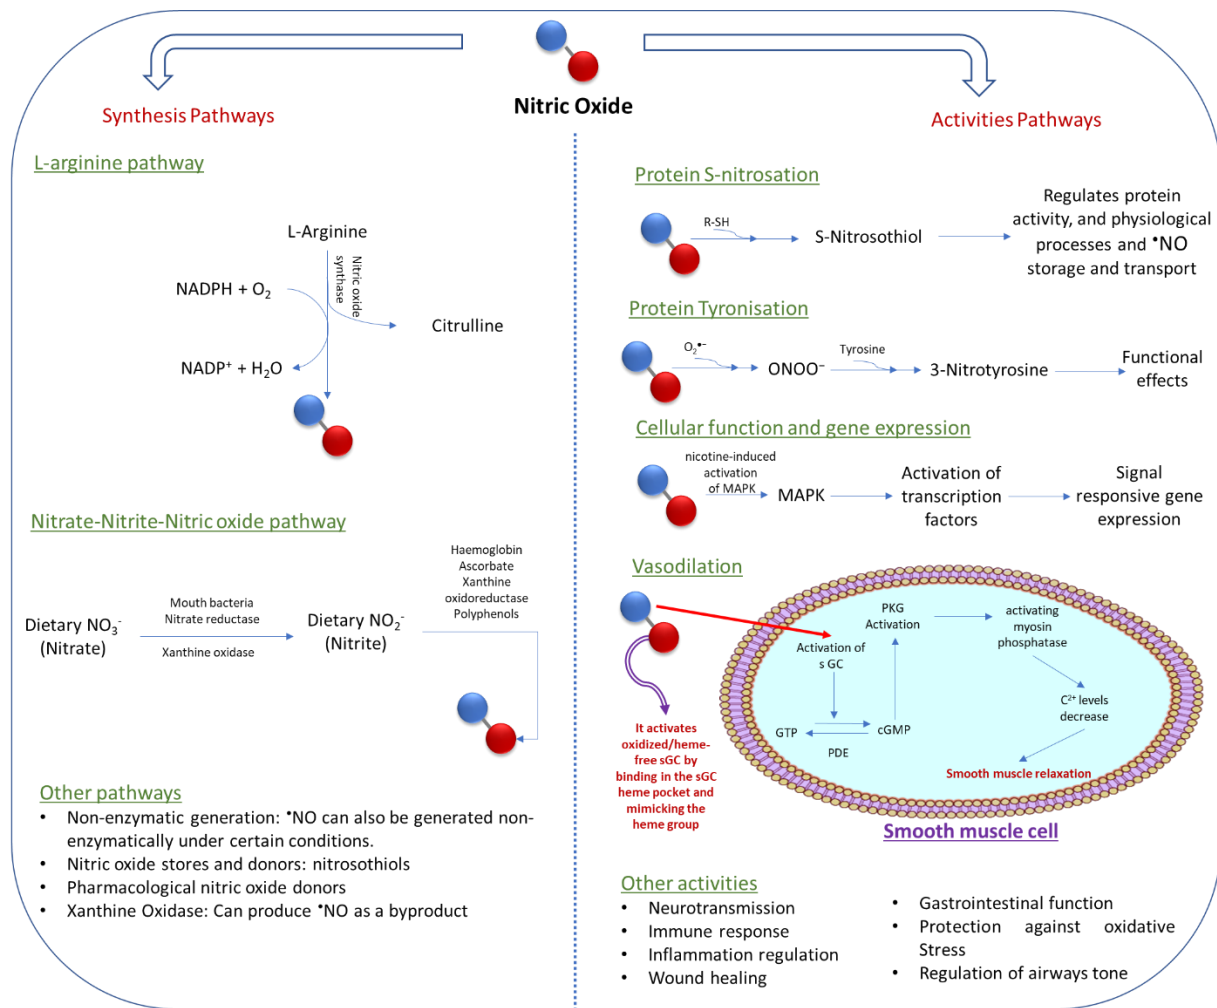 Nitric Oxide
Synthesis Pathways
L-arginine pathway
L-Arginine
Nitric oxide
synthase
NADPH + O₂
Citrulline
NADP⁺ + H₂O
Nitrate-Nitrite-Nitric oxide pathway
Dietary NO₃⁻
(Nitrate)
Mouth bacteria
Nitrate reductase
Xanthine oxidase
Dietary NO₂⁻
(Nitrite)
Haemoglobin
Ascorbate
Xanthine
oxidoreductase
Polyphenols
Other pathways
• Non-enzymatic generation: •NO can also be generated non-
enzymatically under certain conditions.
• Nitric oxide stores and donors: nitrosothiols
• Pharmacological nitric oxide donors
• Xanthine Oxidase: Can produce •NO as a byproduct
Activities Pathways
Protein S-nitrosation
R-SH
S-Nitrosothiol
Regulates protein
activity, and physiological
processes and •NO
storage and transport
Protein Tyronisation
O₂•⁻
ONOO⁻
Tyrosine
3-Nitrotyrosine
Functional
effects
Cellular function and gene expression
nicotine-induced
activation
of MAPK
MAPK
Activation of
transcription
factors
Signal
responsive gene
expression
Vasodilation
PKG
Activation
activating
myosin
phosphatase
Activation of
s GC
C²⁺ levels
decrease
GTP
cGMP
PDE
Smooth muscle relaxation
It activates
oxidized/heme-
free sGC by
binding in the sGC
heme pocket and
mimicking the
heme group
Smooth muscle cell
Other activities
• Neurotransmission
• Immune response
• Inflammation regulation
• Wound healing
• Gastrointestinal function
• Protection against oxidative
Stress
• Regulation of airways tone